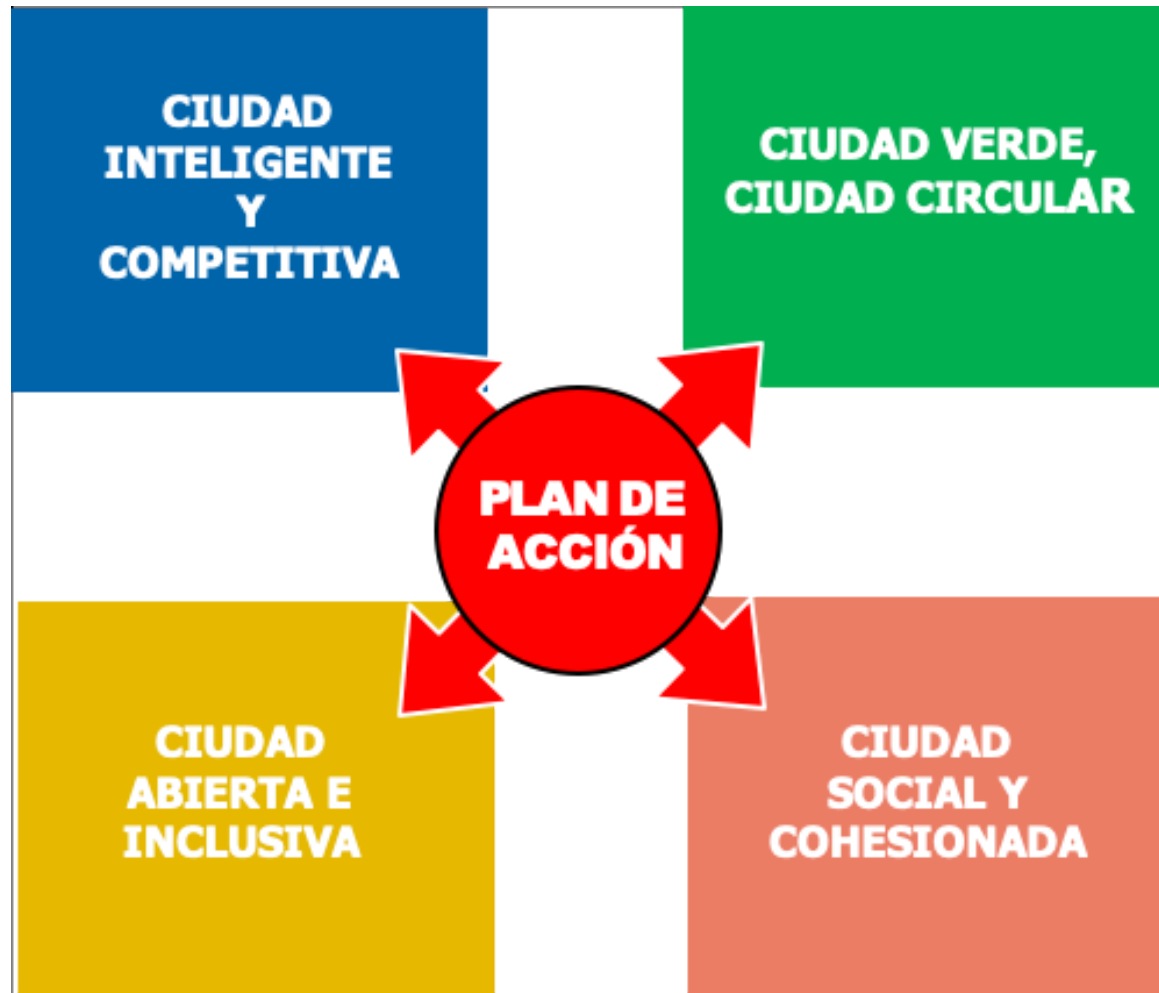 CIUDAD
INTELIGENTE
Y
COMPETITIVA
CIUDAD VERDE,
CIUDAD CIRCULAR
PLAN DE
ACCIÓN
CIUDAD
ABIERTA E
INCLUSIVA
CIUDAD
SOCIAL Y
COHESIONADA